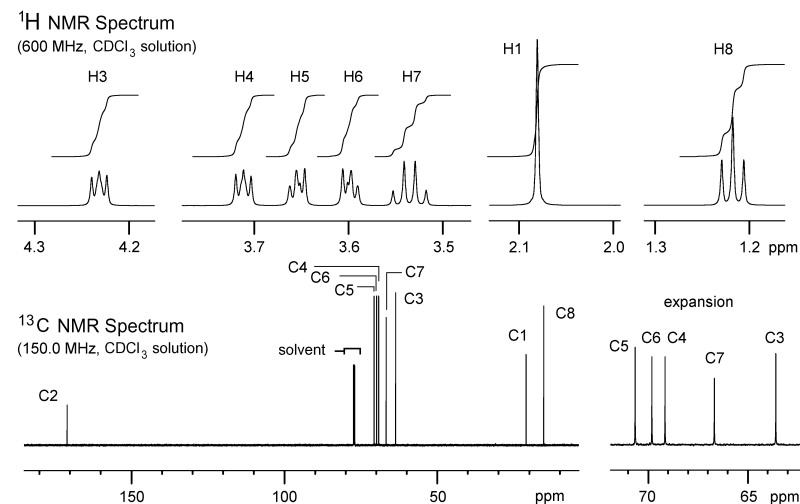 ¹H NMR Spectrum
(600 MHz, CDCl₃ solution)
H3 H4 H5 H6 H7 H1 H8
4.3 4.2 3.7 3.6 3.5 2.1 2.0 1.3 1.2 ppm
¹³C NMR Spectrum
(150.0 MHz, CDCl₃ solution)
C4
C6
C5
C7
C3
solvent
C2
C1
C8
expansion
C5 C6 C4 C7 C3
150 100 50 ppm
70 65 ppm